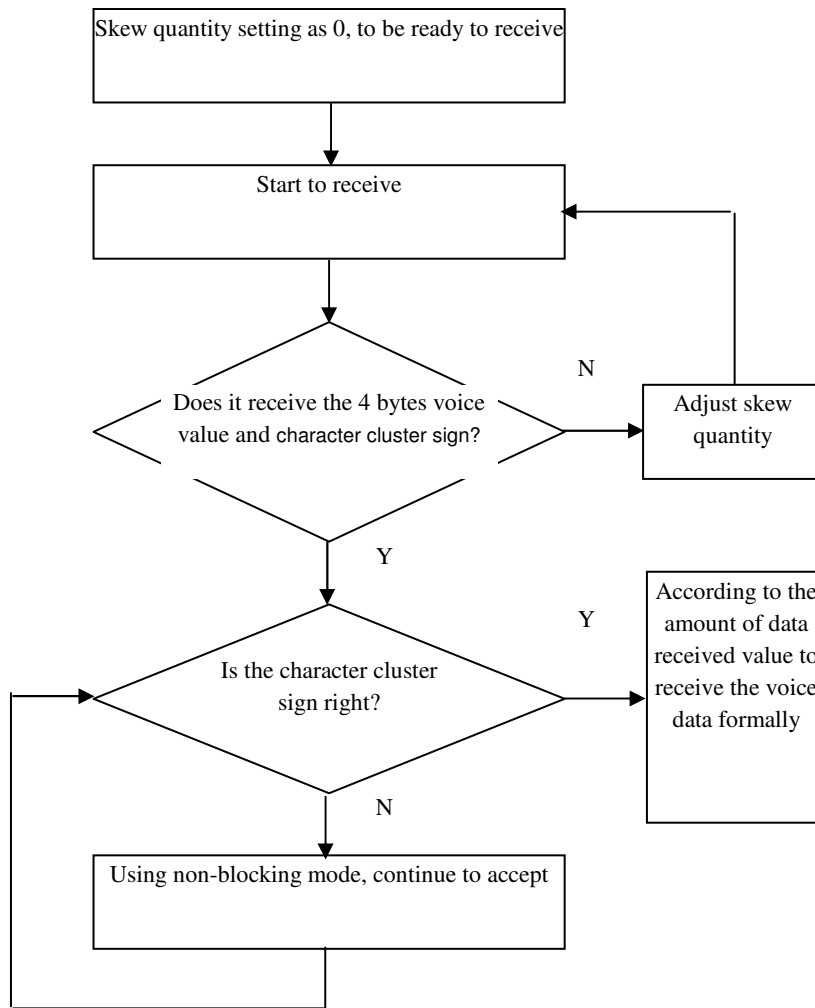 Skew quantity setting as 0, to be ready to receive
Start to receive
N
Does it receive the 4 bytes voice
value and character cluster sign?
Adjust skew
quantity
Y
According to the
amount of data
received value to
receive the voice
data formally
Y
Is the character cluster
sign right?
N
Using non-blocking mode, continue to accept